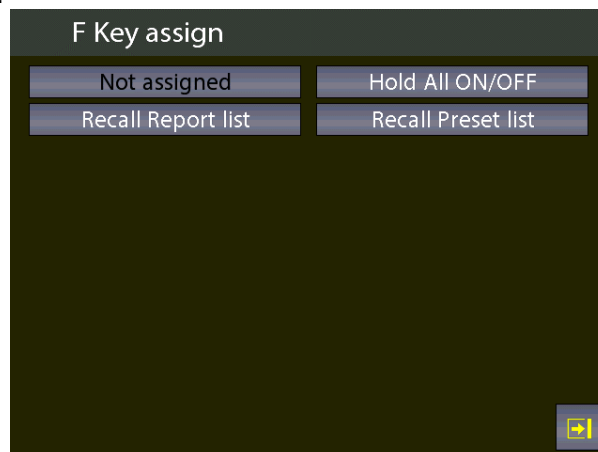 F Key assign
Not assigned
Hold All ON/OFF
Recall Report list
Recall Preset list